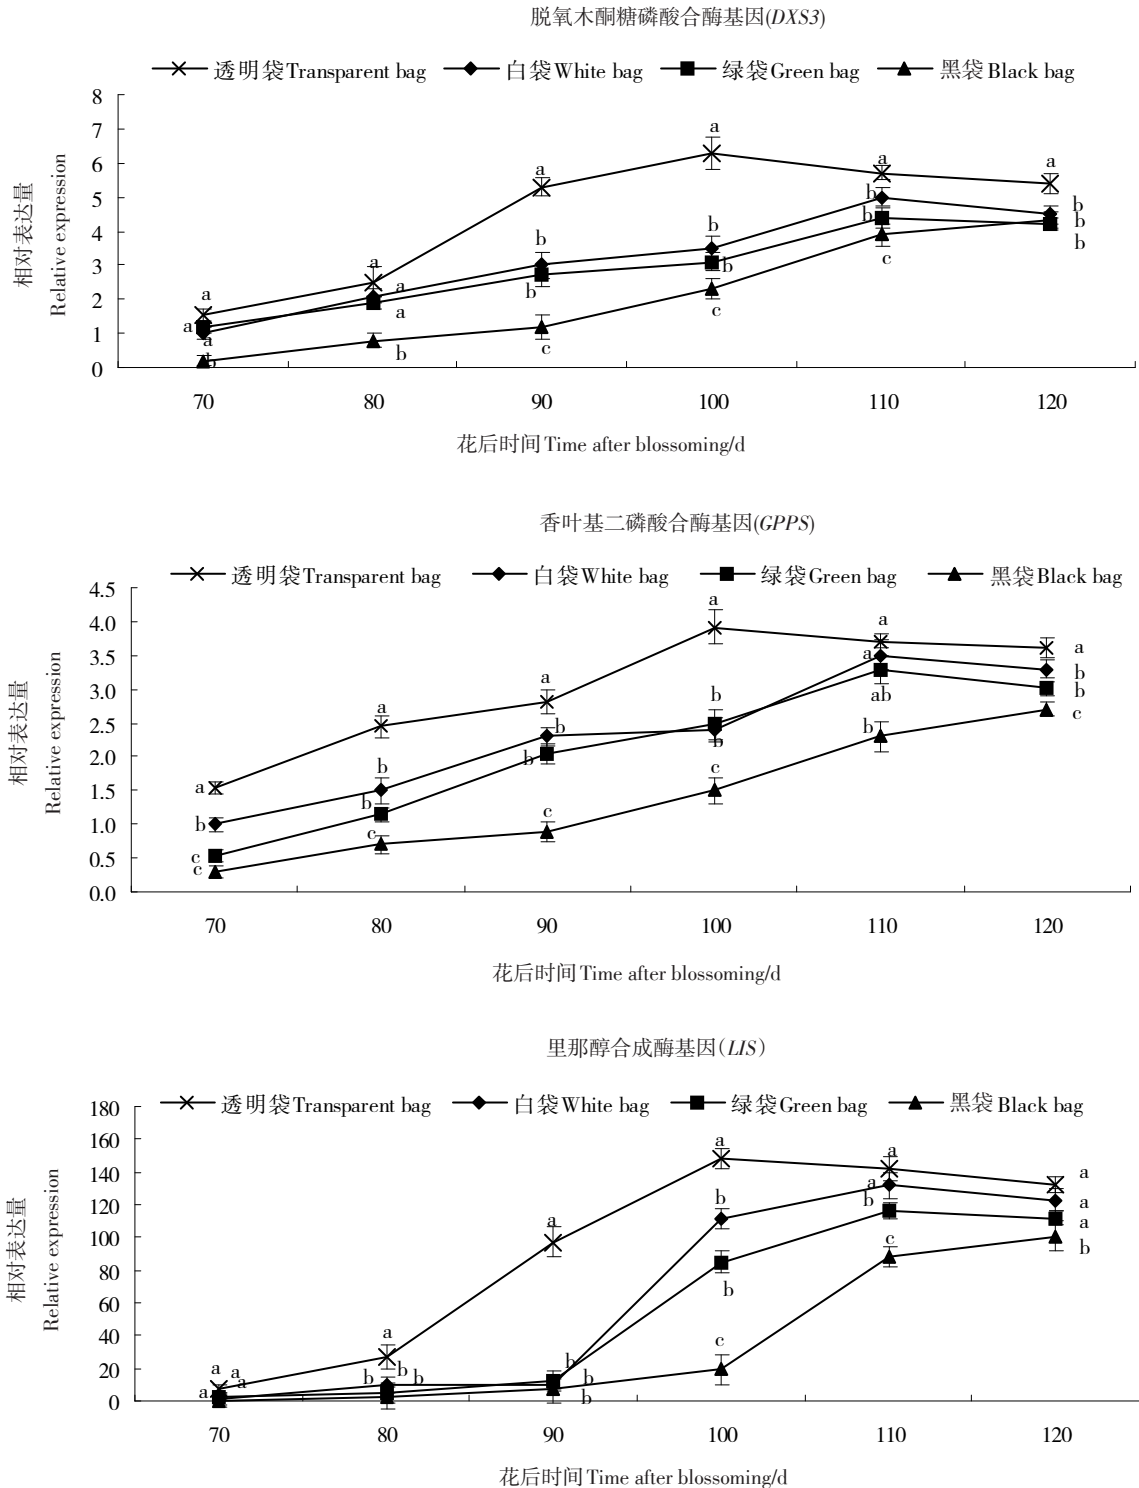 脱氧木酮糖磷酸合酶基因(DXS3)
透明袋Transparent bag 白袋White bag 绿袋Green bag 黑袋Black bag
8
7
6
5
4
3
2
1
0
相对表达量
Relative expression
a a a a a a
a a b b b b
a a b b b b
b b c c c b
70 80 90 100 110 120
花后时间Time after blossoming/d
香叶基二磷酸合酶基因(GPPS)
透明袋Transparent bag 白袋White bag 绿袋Green bag 黑袋Black bag
4.5
4.0
3.5
3.0
2.5
2.0
1.5
1.0
0.5
0.0
相对表达量
Relative expression
a a a a a a
b b b b a b
c b b b ab b
c c c c b c
70 80 90 100 110 120
花后时间Time after blossoming/d
里那醇合成酶基因(LIS)
透明袋Transparent bag 白袋White bag 绿袋Green bag 黑袋Black bag
180
160
140
120
100
80
60
40
20
0
相对表达量
Relative expression
a a a a a a
a b b b a a
a b b b b a
a b b c c b
70 80 90 100 110 120
花后时间Time after blossoming/d